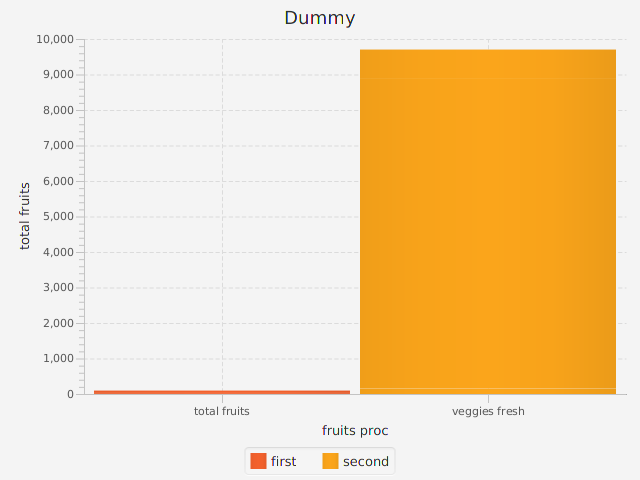 Dummy
10,000
9,000
8,000
7,000
6,000
5,000
4,000
3,000
2,000
1,000
0
total fruits
total fruits
veggies fresh
fruits proc
first
second